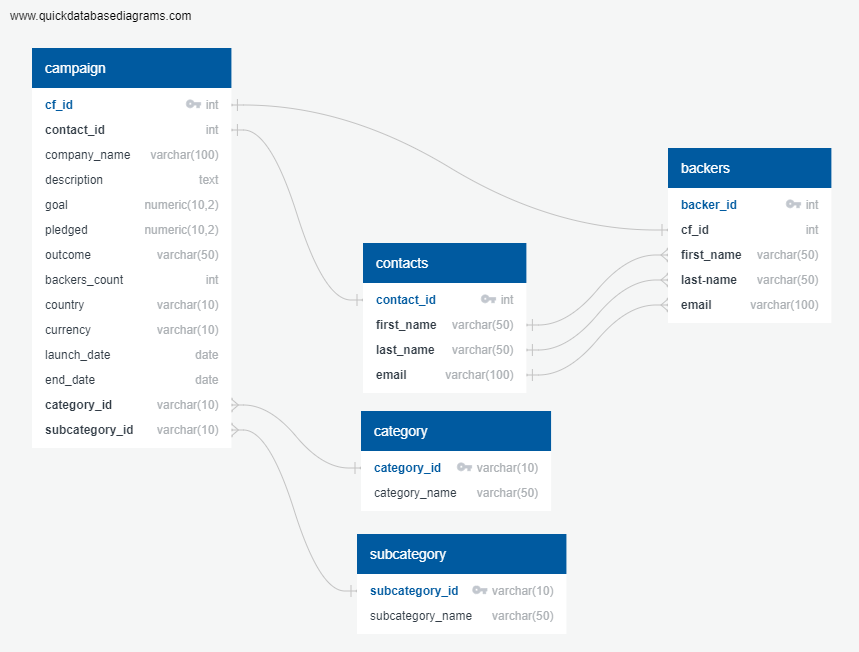 www.quickdatabasediagrams.com
campaign
cf_id int
contact_id int
company_name varchar(100)
description text
goal numeric(10,2)
pledged numeric(10,2)
outcome varchar(50)
backers_count int
country varchar(10)
currency varchar(10)
launch_date date
end_date date
category_id varchar(10)
subcategory_id varchar(10)
contacts
contact_id int
first_name varchar(50)
last_name varchar(50)
email varchar(100)
category
category_id varchar(10)
category_name varchar(50)
subcategory
subcategory_id varchar(10)
subcategory_name varchar(50)
backers
backer_id int
cf_id int
first_name varchar(50)
last-name varchar(50)
email varchar(100)